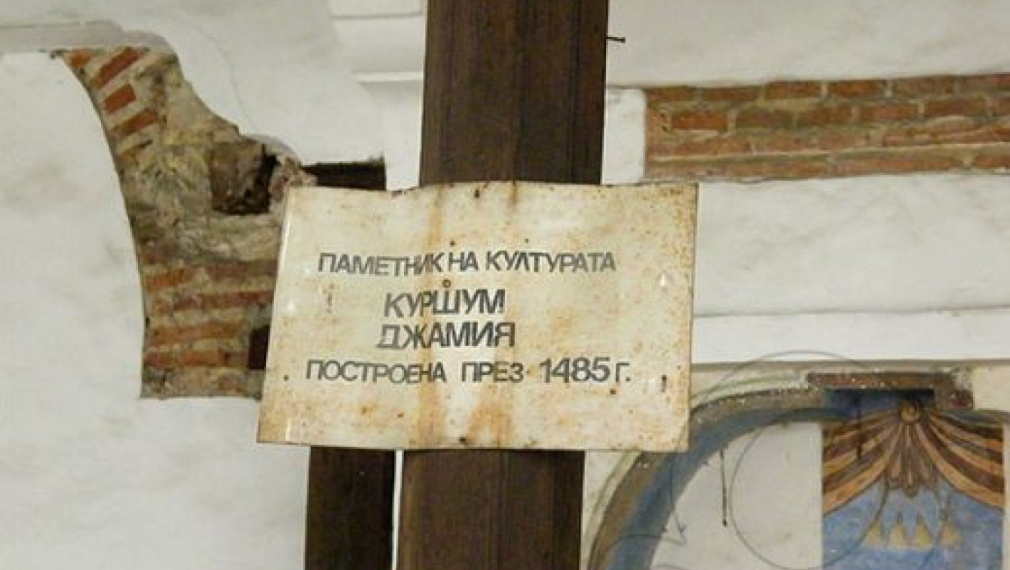 ПАМЕТНИК НА КУЛТУРАТА
КУРШУМ
ДЖАМИЯ
ПОСТРОЕНА ПРЕЗ 1485 Г.